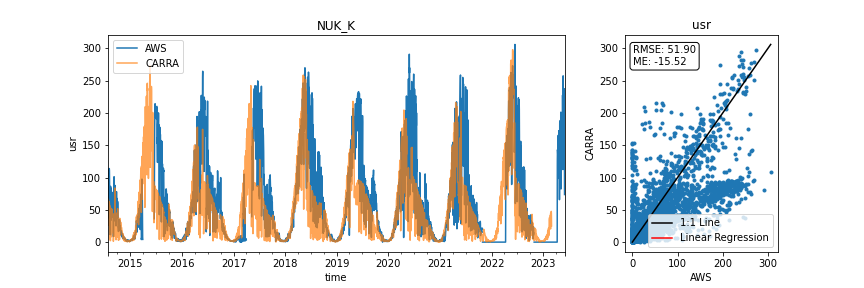 NUK_K
usr
AWS
CARRA
300
250
200
150
100
50
0
usr
2015
2016
2017
2018
2019
2020
2021
2022
2023
time
RMSE: 51.90
ME: -15.52
300
250
200
150
100
50
0
CARRA
1:1 Line
Linear Regression
0
100
200
300
AWS